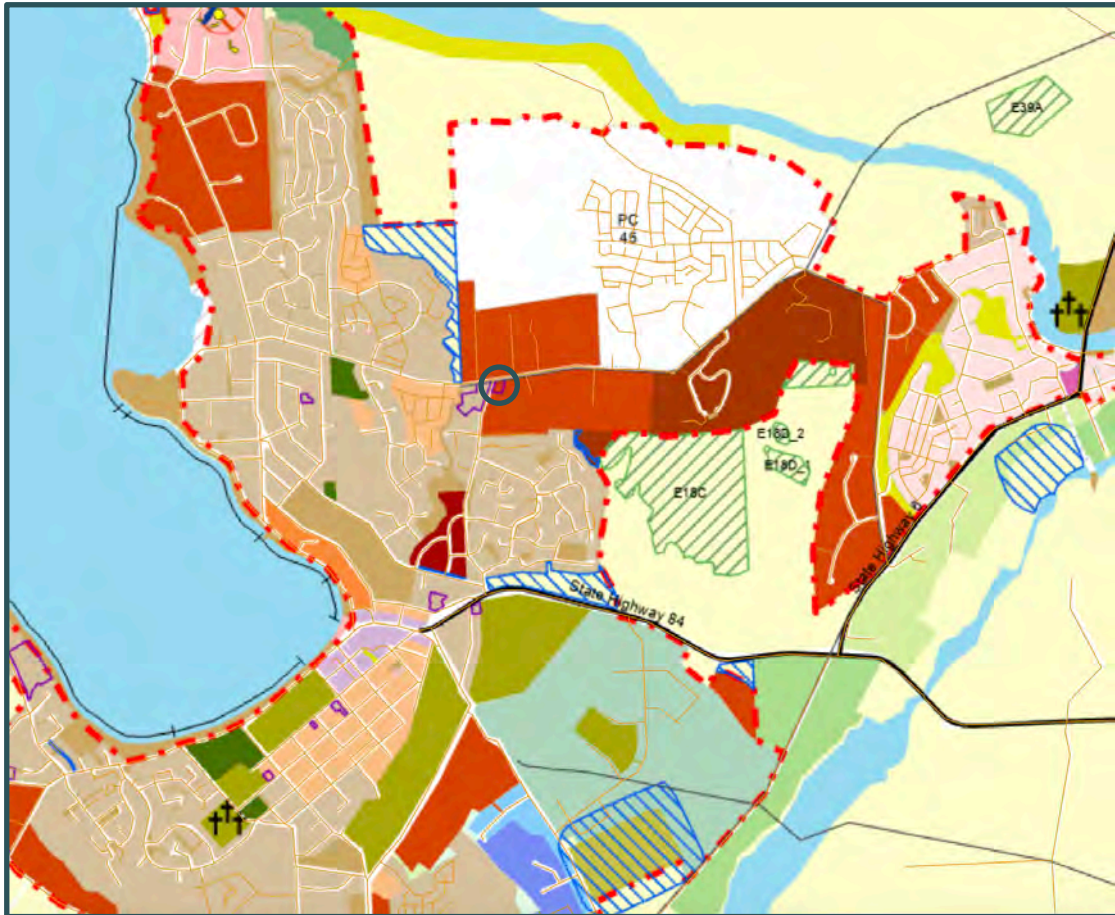 E39A
PC
45
E18D_2
E18D_1
E18C
State Highway 6
State Highway 84